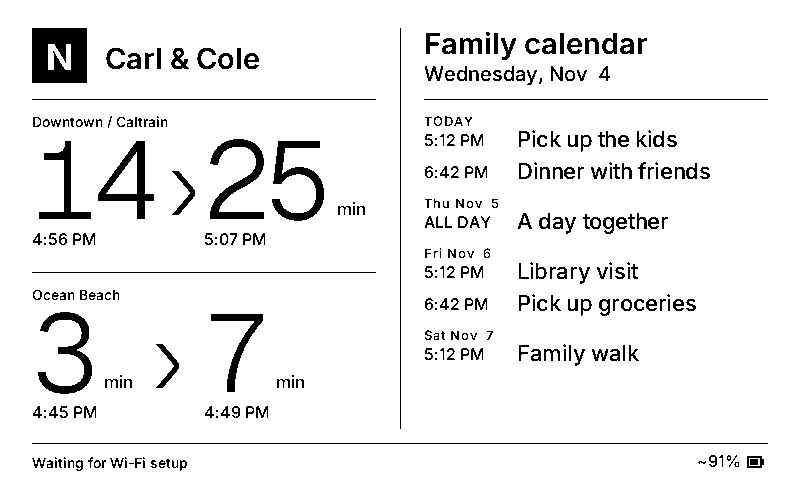 N Carl & Cole
Downtown / Caltrain
14 > 25 min
4:56 PM 5:07 PM
Ocean Beach
3 min > 7 min
4:45 PM 4:49 PM
Family calendar
Wednesday, Nov 4
TODAY
5:12 PM Pick up the kids
6:42 PM Dinner with friends
Thu Nov 5
ALL DAY A day together
Fri Nov 6
5:12 PM Library visit
6:42 PM Pick up groceries
Sat Nov 7
5:12 PM Family walk
Waiting for Wi-Fi setup
~91%